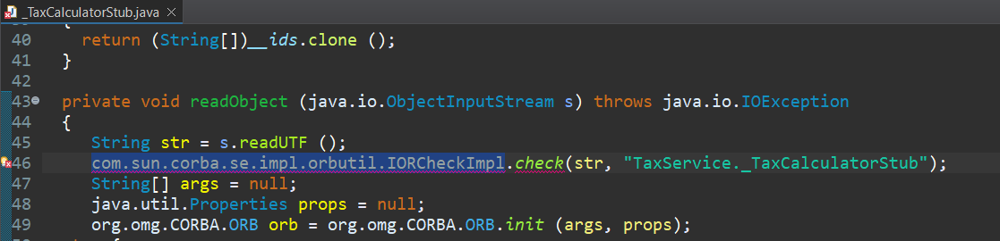 _TaxCalculatorStub.java
{
40 return (String[])__ids.clone ();
41 }
42
43 private void readObject (java.io.ObjectInputStream s) throws java.io.IOException
44 {
45 String str = s.readUTF ();
46 com.sun.corba.se.impl.orbutil.IORCheckImpl.check(str, "TaxService._TaxCalculatorStub");
47 String[] args = null;
48 java.util.Properties props = null;
49 org.omg.CORBA.ORB orb = org.omg.CORBA.ORB.init (args, props);